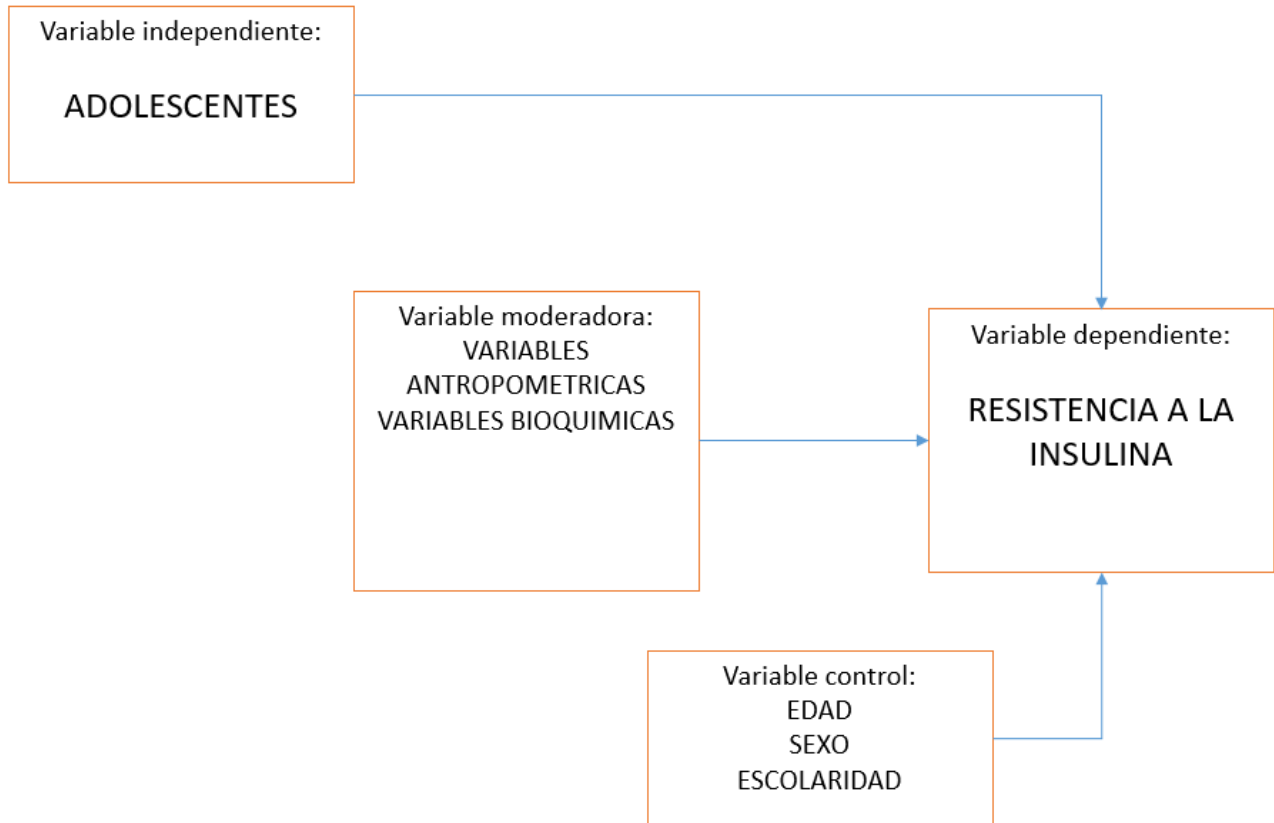 Variable independiente:
ADOLESCENTES
Variable moderadora:
VARIABLES
ANTROPOMETRICAS
VARIABLES BIOQUIMICAS
Variable dependiente:
RESISTENCIA A LA
INSULINA
Variable control:
EDAD
SEXO
ESCOLARIDAD